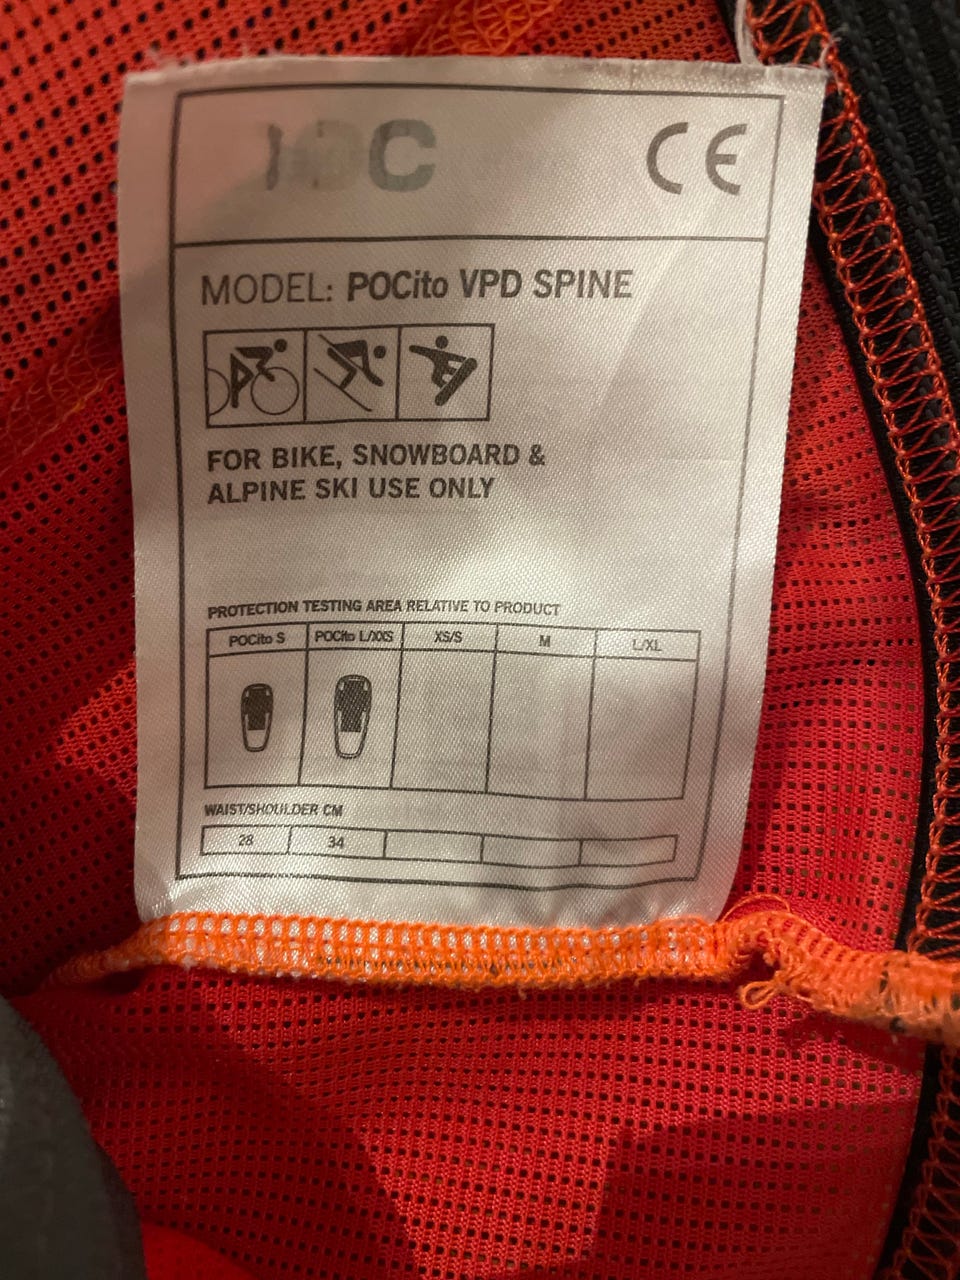 POC CE
MODEL: POCito VPD SPINE
FOR BIKE, SNOWBOARD &
ALPINE SKI USE ONLY
PROTECTION TESTING AREA RELATIVE TO PRODUCT
POCito S POCito L/XXS XS/S M L/XL
WAIST/SHOULDER CM
28 34